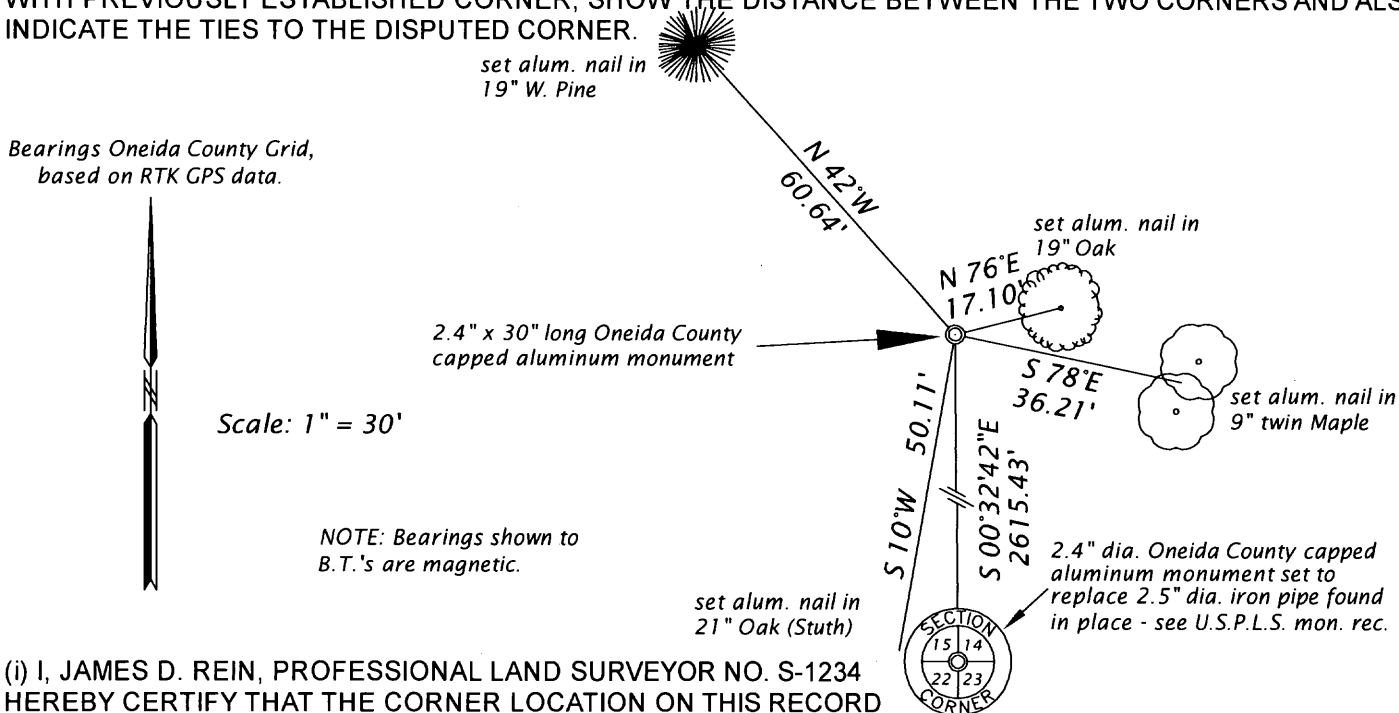 WITH PREVIOUSLY ESTABLISHED CORNER, SHOW THE DISTANCE BETWEEN THE TWO CORNERS AND ALS
INDICATE THE TIES TO THE DISPUTED CORNER.
set alum. nail in
19" W. Pine
Bearings Oneida County Grid,
based on RTK GPS data.
N 42°W
60.64'
set alum. nail in
19" Oak
N 76°E
17.10'
2.4" x 30" long Oneida County
capped aluminum monument
S 78°E
36.21'
set alum. nail in
9" twin Maple
Scale: 1" = 30'
S 10°W 50.11'
S 00°32'42"E
2615.43'
NOTE: Bearings shown to
B.T.'s are magnetic.
2.4" dia. Oneida County capped
aluminum monument set to
replace 2.5" dia. iron pipe found
in place - see U.S.P.L.S. mon. rec.
set alum. nail in
21" Oak (Stuth)
SECTION
15 14
22 23
CORNER
(i) I, JAMES D. REIN, PROFESSIONAL LAND SURVEYOR NO. S-1234
HEREBY CERTIFY THAT THE CORNER LOCATION ON THIS RECORD